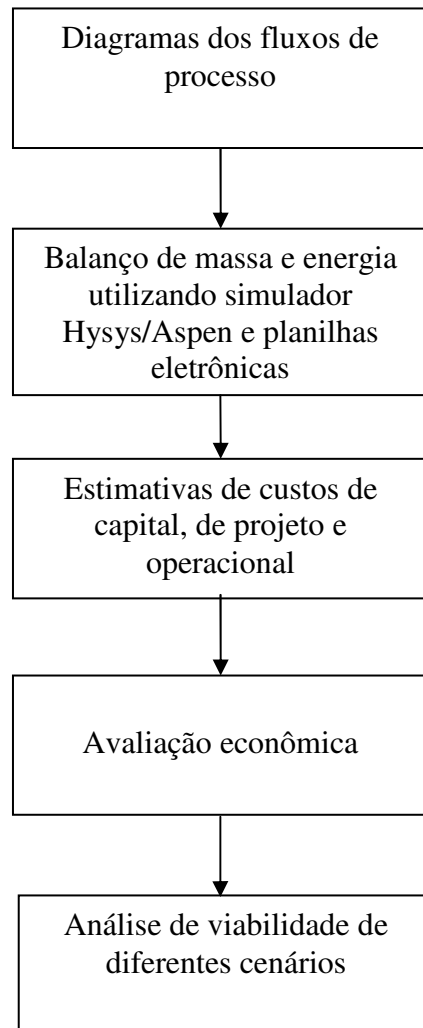 Diagramas dos fluxos de
processo
Balanço de massa e energia
utilizando simulador
Hysys/Aspen e planilhas
eletrônicas
Estimativas de custos de
capital, de projeto e
operacional
Avaliação econômica
Análise de viabilidade de
diferentes cenários